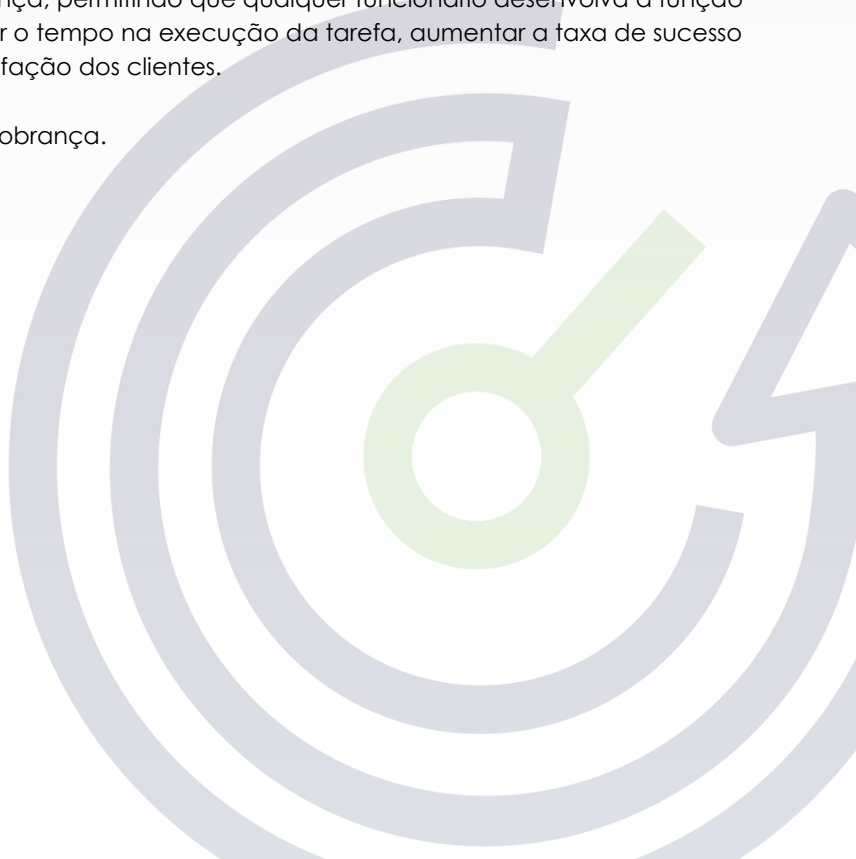 nça, permitindo que qualquer funcionário desenvolva a função
r o tempo na execução da tarefa, aumentar a taxa de sucesso
fação dos clientes.
obrança.